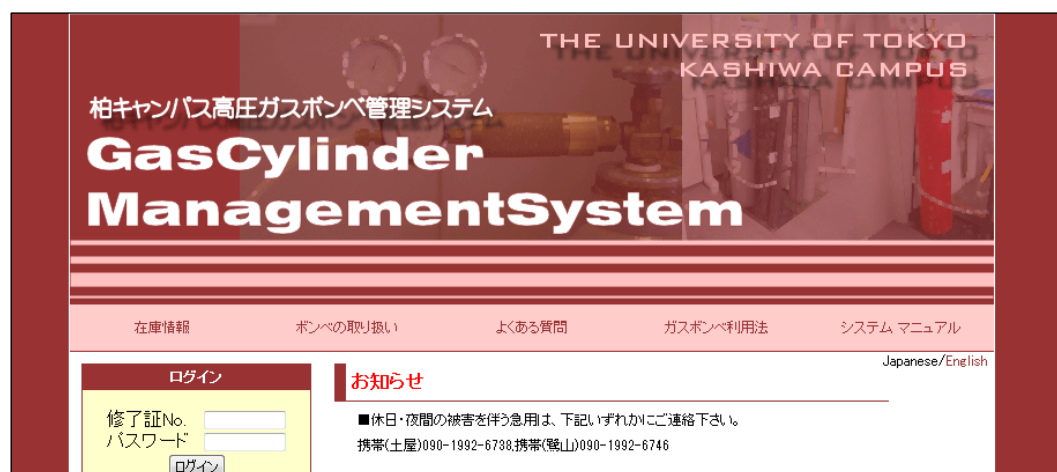 THE UNIVERSITY OF TOKYO
KASHIWA CAMPUS
柏キャンパス高圧ガスボンベ管理システム
GasCylinder
ManagementSystem
在庫情報 ボンベの取り扱い よくある質問 ガスボンベ利用法 システム マニュアル
Japanese/English
ログイン
修了証No.
パスワード
ログイン
お知らせ
■休日・夜間の被害を伴う急用は、下記いずれかにご連絡下さい。
携帯(土屋)090-1992-6738,携帯(鷺山)090-1992-6746